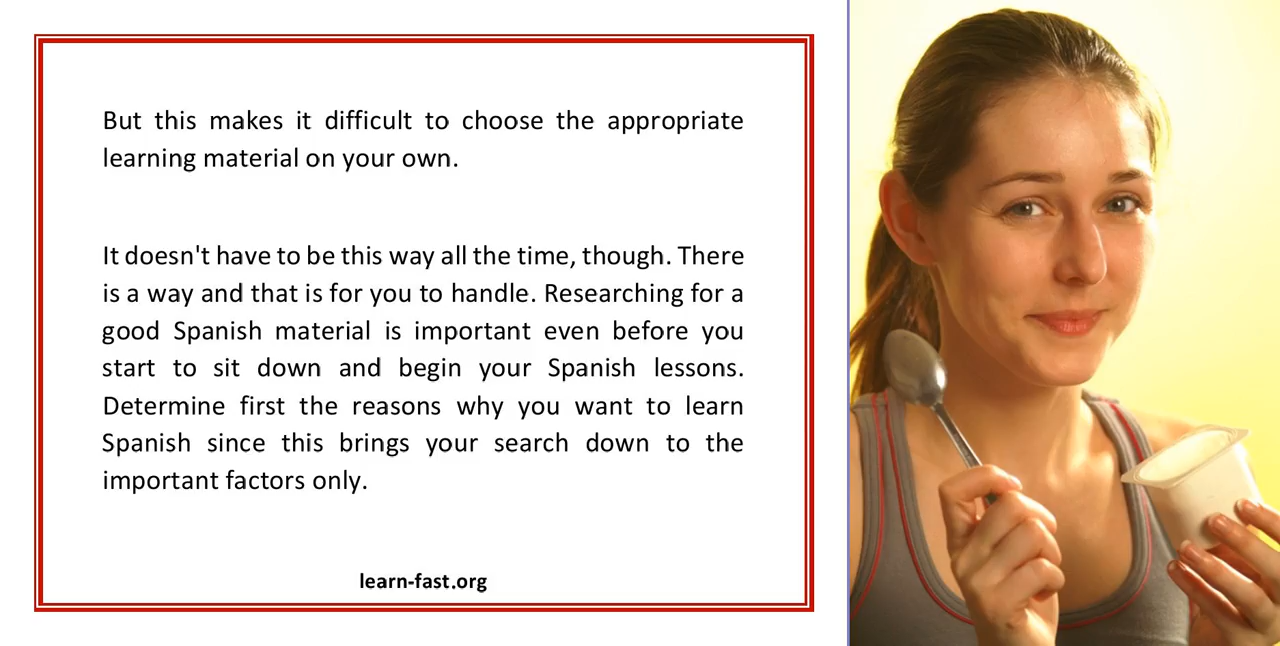 But this makes it difficult to choose the appropriate
learning material on your own.
It doesn't have to be this way all the time, though. There
is a way and that is for you to handle. Researching for a
good Spanish material is important even before you
start to sit down and begin your Spanish lessons.
Determine first the reasons why you want to learn
Spanish since this brings your search down to the
important factors only.
learn-fast.org